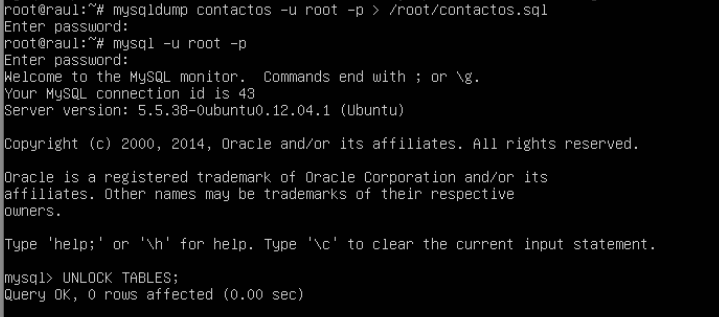 root@raul:~# mysqldump contactos -u root -p > /root/contactos.sql
Enter password:
root@raul:~# mysql -u root -p
Enter password:
Welcome to the MySQL monitor.  Commands end with ; or \g.
Your MySQL connection id is 43
Server version: 5.5.38-0ubuntu0.12.04.1 (Ubuntu)
Copyright (c) 2000, 2014, Oracle and/or its affiliates. All rights reserved.
Oracle is a registered trademark of Oracle Corporation and/or its
affiliates. Other names may be trademarks of their respective
owners.
Type 'help;' or '\h' for help. Type '\c' to clear the current input statement.
mysql> UNLOCK TABLES;
Query OK, 0 rows affected (0.00 sec)